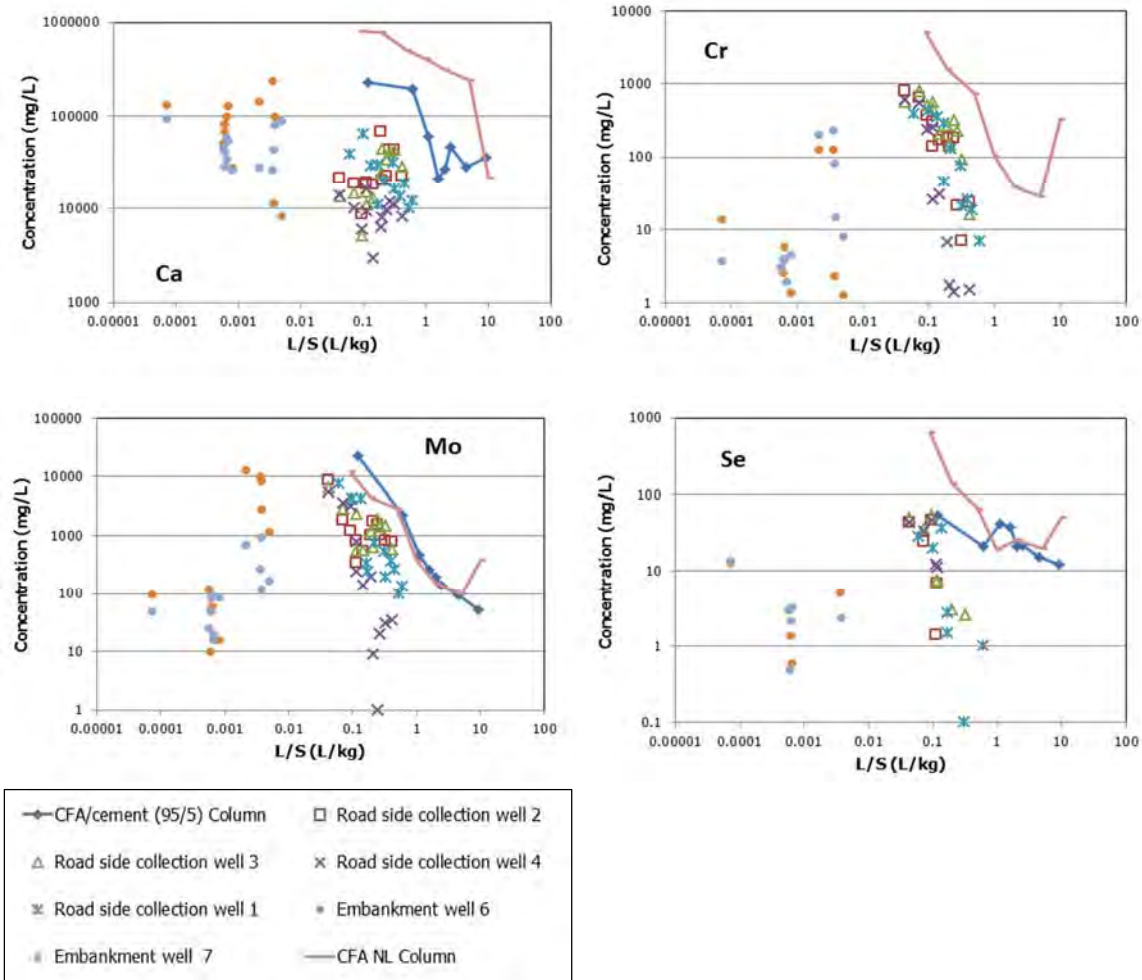 Ca
Concentration (mg/L)
1000000
100000
10000
1000
0.00001
0.0001
0.001
0.01
0.1
1
10
100
L/S (L/kg)
Cr
Concentration (mg/L)
10000
1000
100
10
1
0.00001
0.0001
0.001
0.01
0.1
1
10
100
L/S (L/kg)
Mo
Concentration (mg/L)
100000
10000
1000
100
10
1
0.00001
0.0001
0.001
0.01
0.1
1
10
100
L/S (L/kg)
Se
Concentration (mg/L)
1000
100
10
1
0.1
0.00001
0.0001
0.001
0.01
0.1
1
10
100
L/S (L/kg)
CFA/cement (95/5) Column
Road side collection well 2
Road side collection well 3
Road side collection well 4
Road side collection well 1
Embankment well 6
Embankment well 7
CFA NL Column